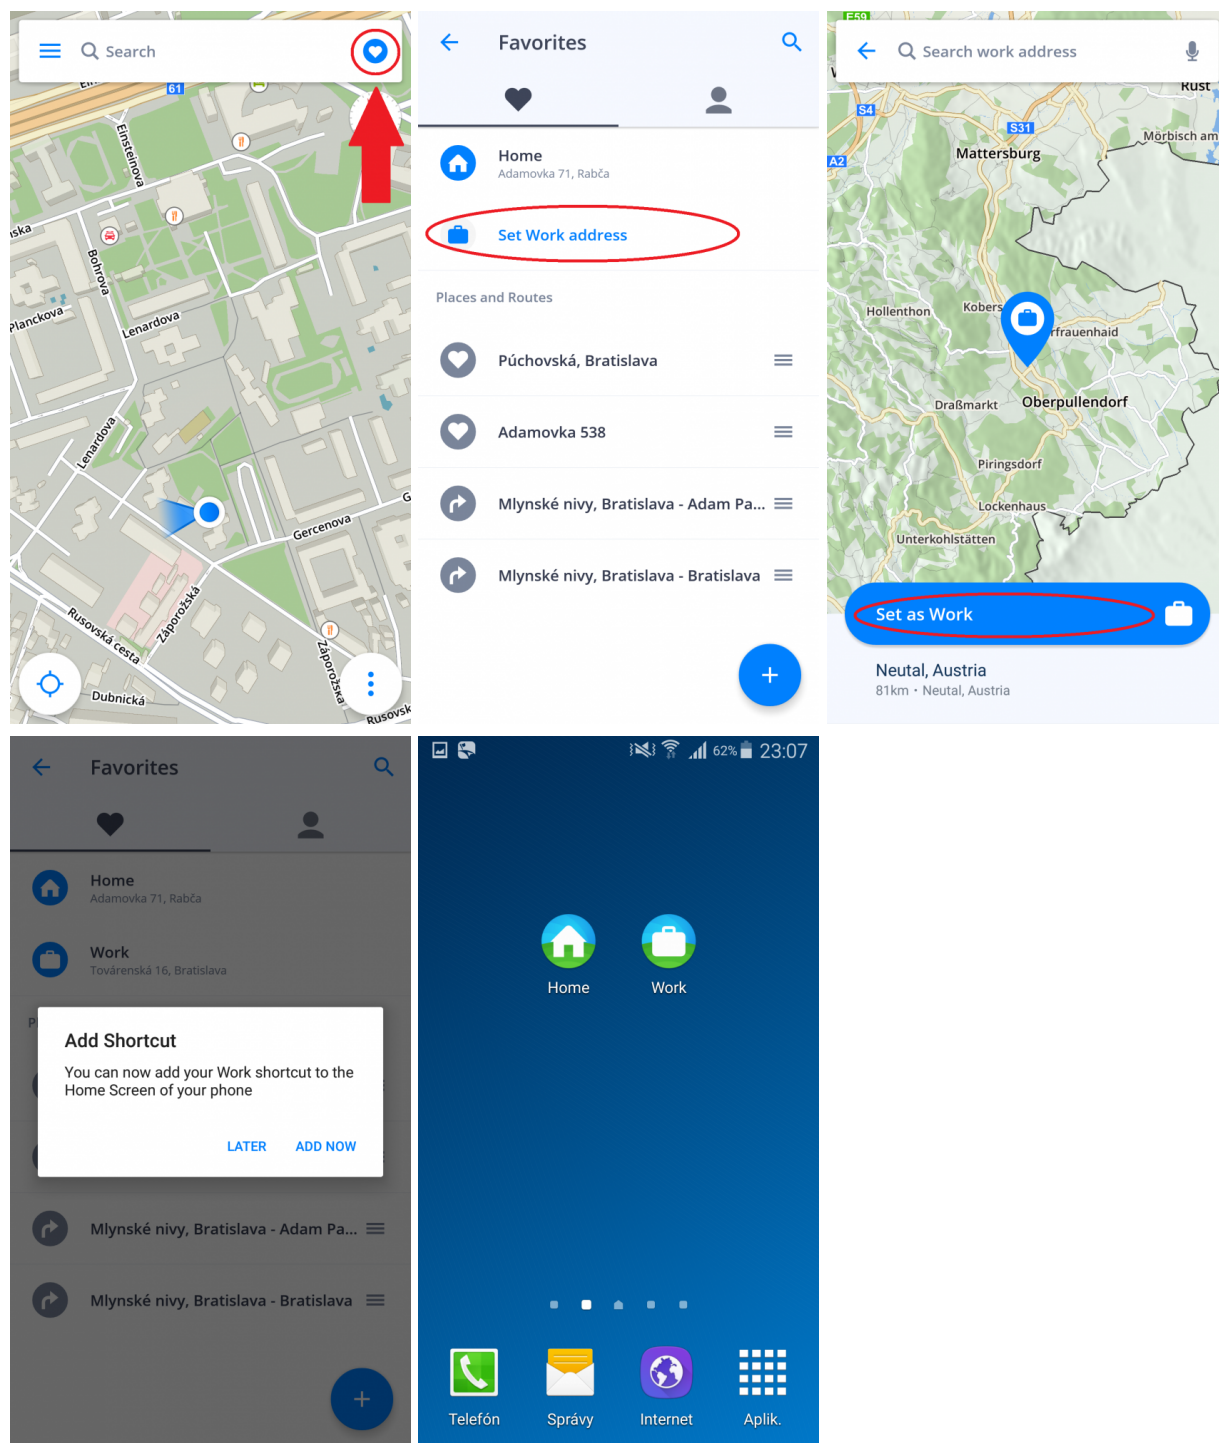 Search
61
Einsteinova
nska
Bohrova
Planckova
Lenardova
Lenardova
Gercenova
Záporožská
Rusovská cesta
Záporožská
Dubnická
Rusovsk
Favorites
Home
Adamovka 71, Rabča
Set Work address
Places and Routes
Púchovská, Bratislava
Adamovka 538
Mlynské nivy, Bratislava - Adam Pa...
Mlynské nivy, Bratislava - Bratislava
+
E59
Search work address
Rust
S4
S31
Mörbisch am
A2
Mattersburg
Hollenthon
Kobers
rfrauenhaid
Draßmarkt
Oberpullendorf
Piringsdorf
Lockenhaus
Unterkohlstätten
Set as Work
Neutal, Austria
81km • Neutal, Austria
Favorites
Home
Adamovka 71, Rabča
Work
Továrenská 16, Bratislava
P
Add Shortcut
You can now add your Work shortcut to the
Home Screen of your phone
LATER ADD NOW
Mlynské nivy, Bratislava - Adam Pa...
Mlynské nivy, Bratislava - Bratislava
+
62% 23:07
Home Work
Telefón Správy Internet Aplik.